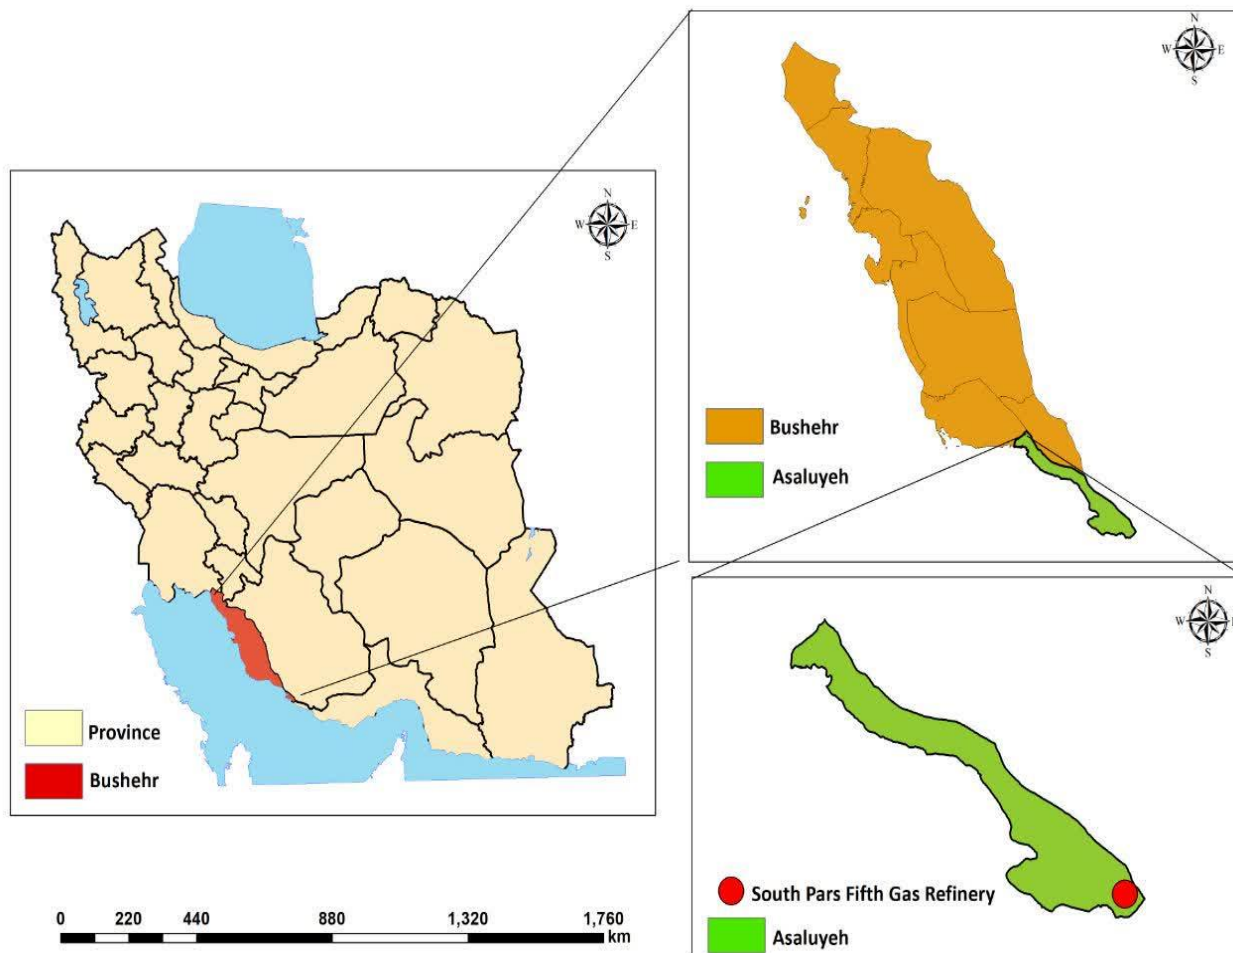 N
W E
S
Province
Bushehr
0 220 440 880 1,320 1,760
km
N
W E
S
Bushehr
Asaluyeh
N
W
S
South Pars Fifth Gas Refinery
Asaluyeh